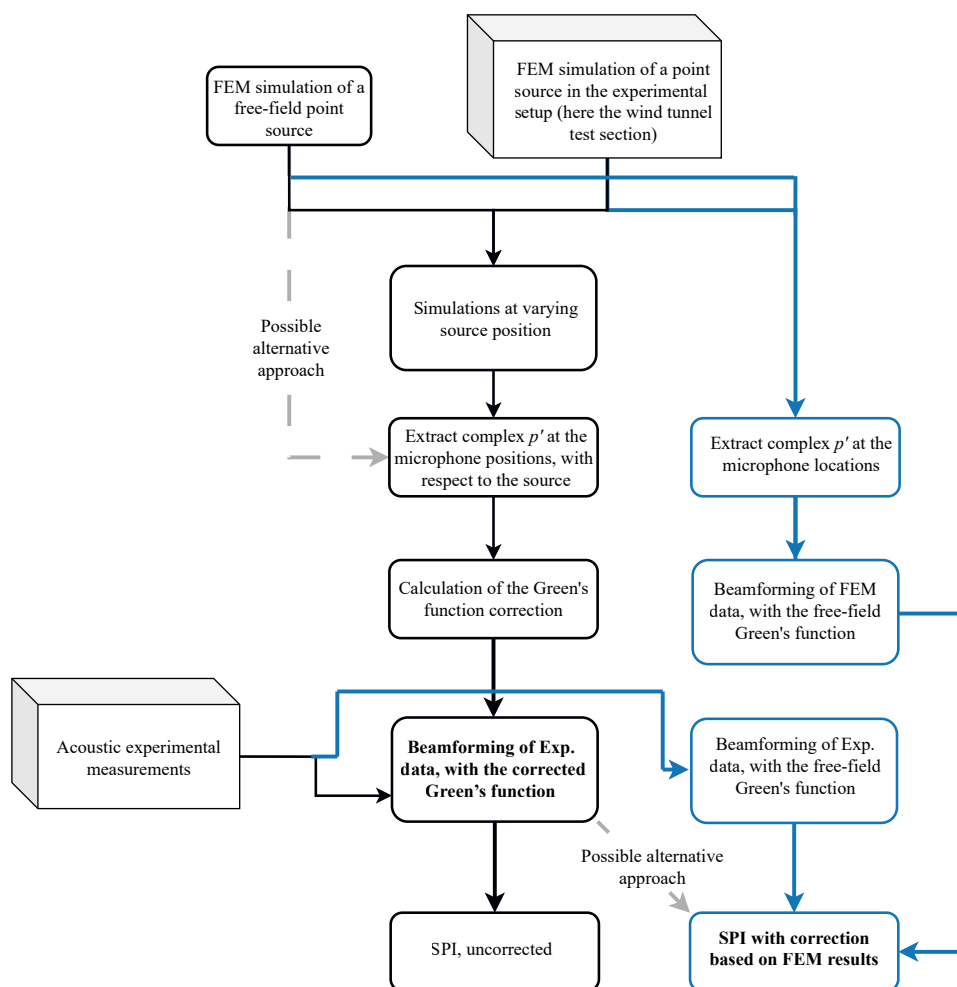 FEM simulation of a
free-field point
source
FEM simulation of a point
source in the experimental
setup (here the wind tunnel
test section)
Possible
alternative
approach
Simulations at varying
source position
Extract complex p′ at the
microphone positions, with
respect to the source
Extract complex p′ at the
microphone locations
Calculation of the Green's
function correction
Beamforming of FEM
data, with the free-field
Green's function
Acoustic experimental
measurements
Beamforming of Exp.
data, with the corrected
Green’s function
Beamforming of Exp.
data, with the free-field
Green's function
Possible alternative
approach
SPI, uncorrected
SPI with correction
based on FEM results